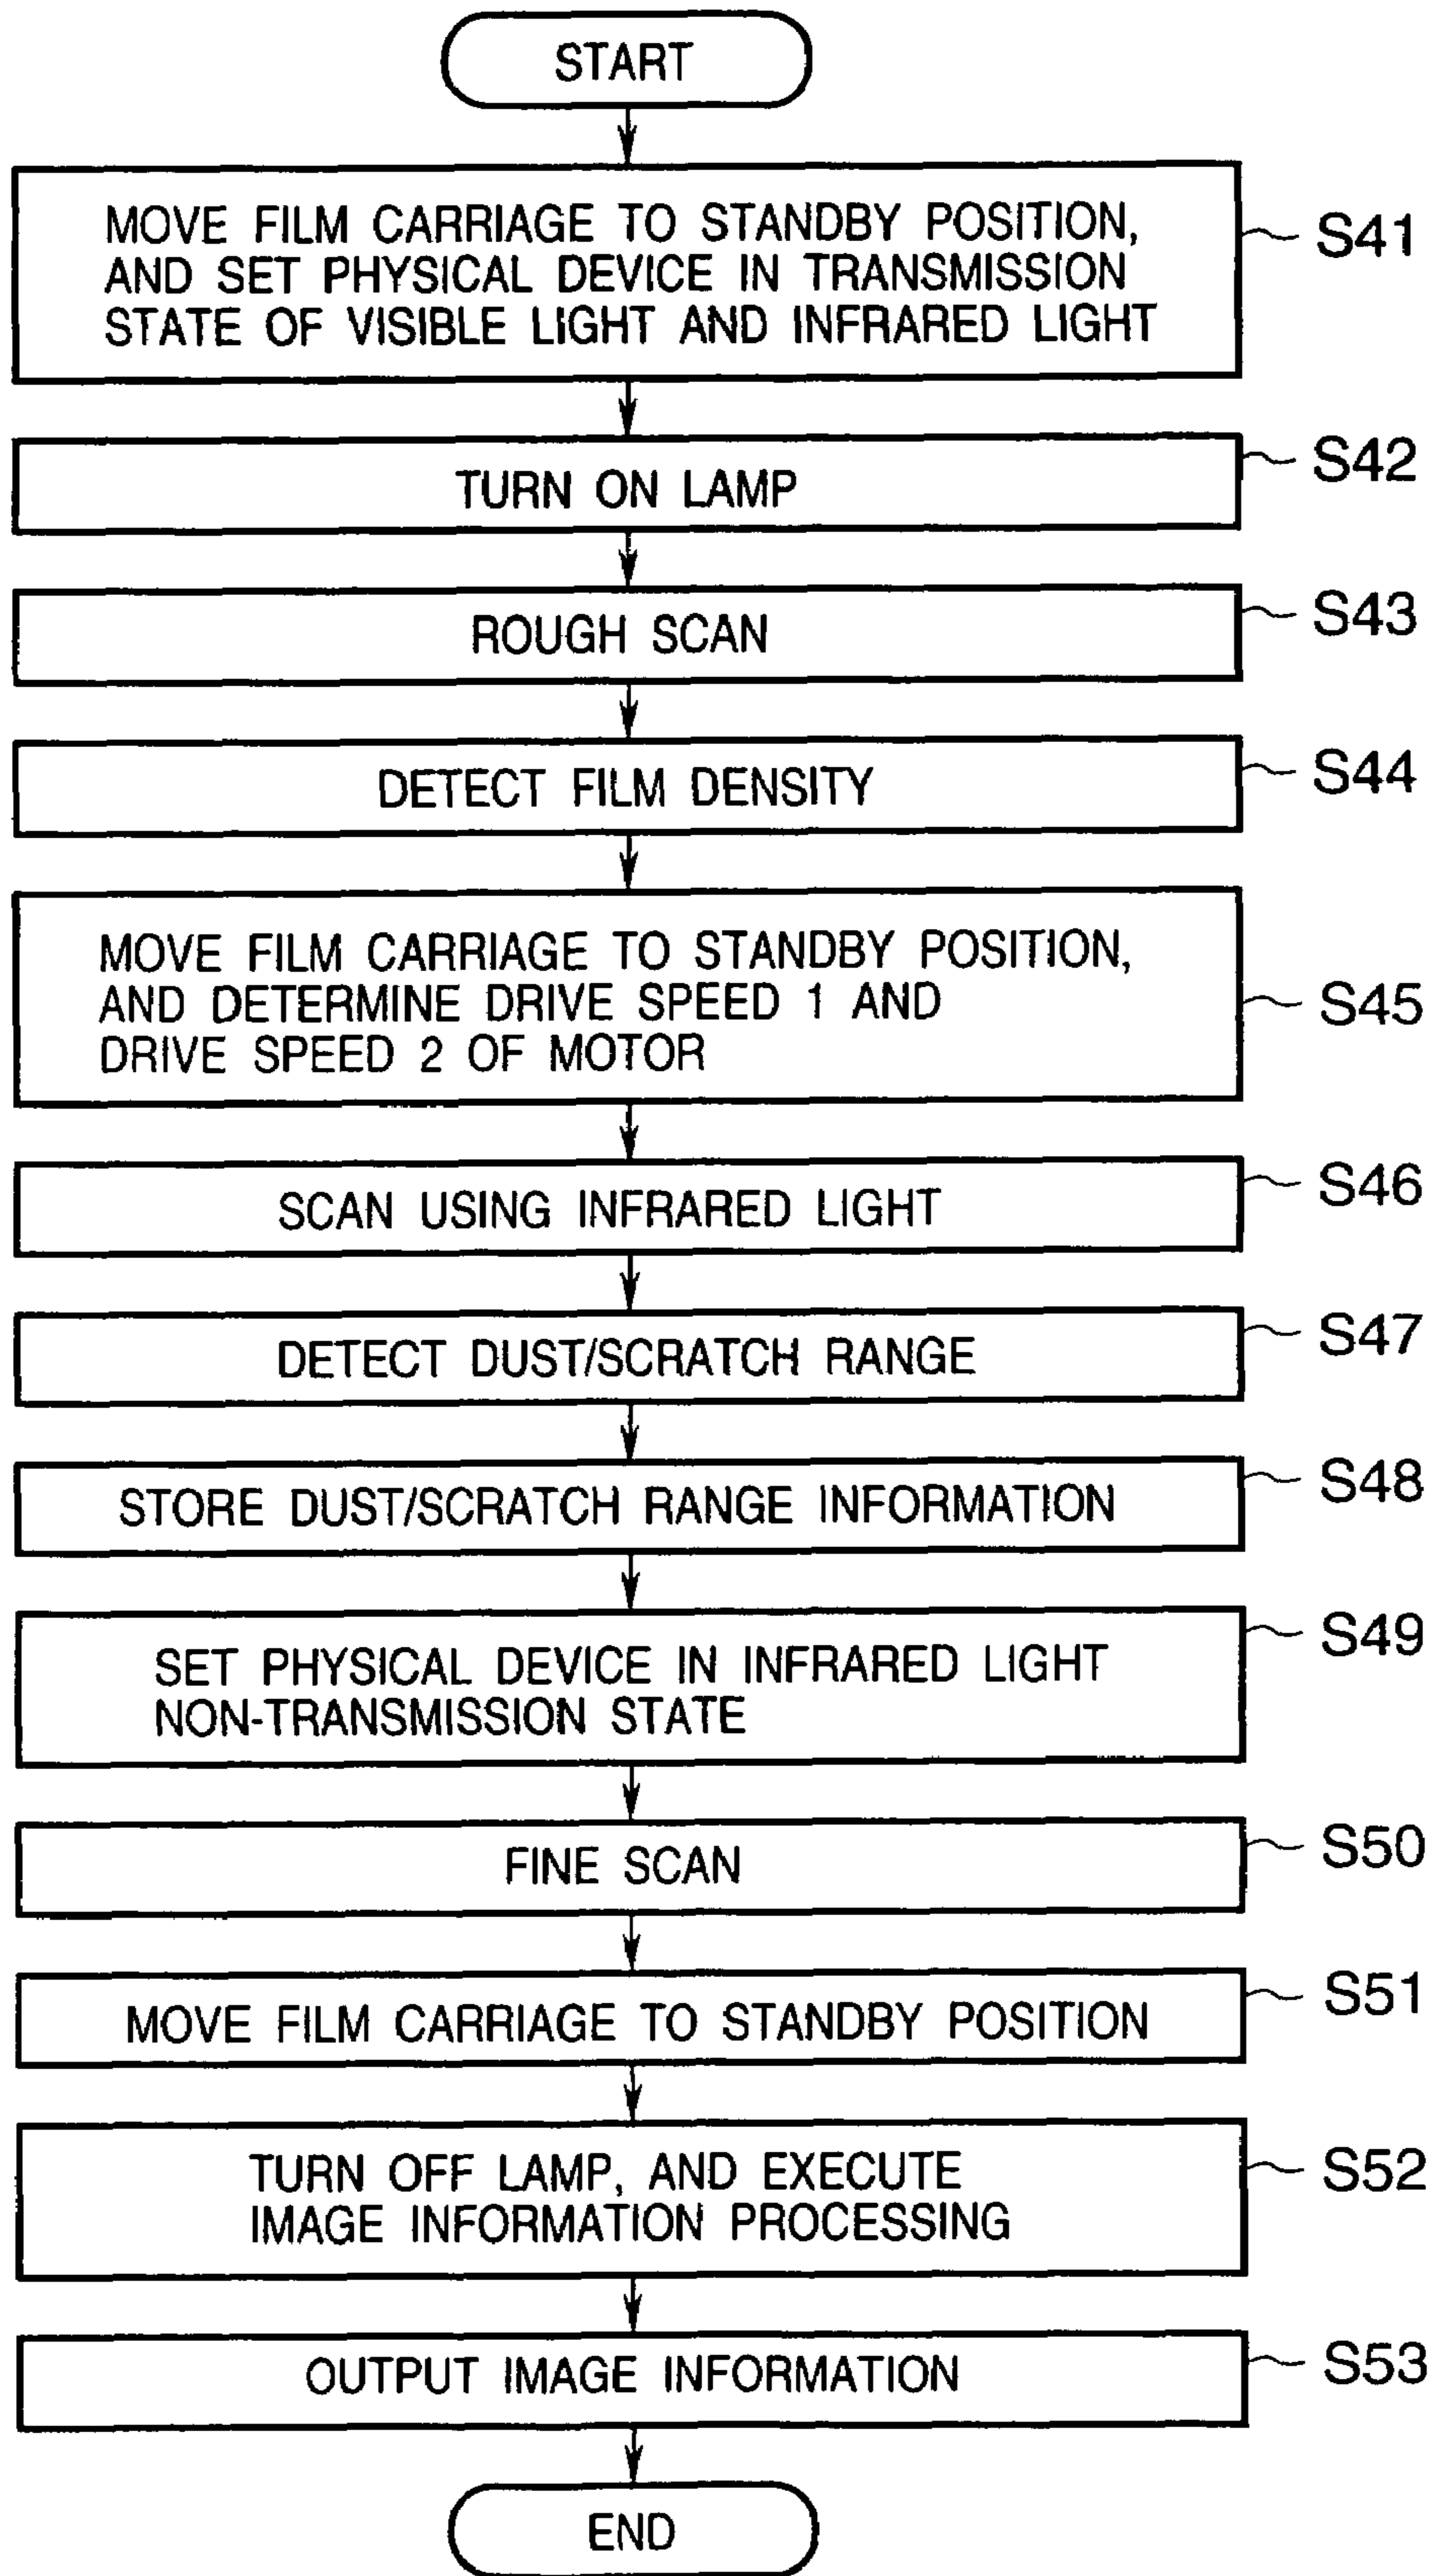 START
MOVE FILM CARRIAGE TO STANDBY POSITION,
AND SET PHYSICAL DEVICE IN TRANSMISSION
STATE OF VISIBLE LIGHT AND INFRARED LIGHT
S41
TURN ON LAMP
S42
ROUGH SCAN
S43
DETECT FILM DENSITY
S44
MOVE FILM CARRIAGE TO STANDBY POSITION,
AND DETERMINE DRIVE SPEED 1 AND
DRIVE SPEED 2 OF MOTOR
S45
SCAN USING INFRARED LIGHT
S46
DETECT DUST/SCRATCH RANGE
S47
STORE DUST/SCRATCH RANGE INFORMATION
S48
SET PHYSICAL DEVICE IN INFRARED LIGHT
NON-TRANSMISSION STATE
S49
FINE SCAN
S50
MOVE FILM CARRIAGE TO STANDBY POSITION
S51
TURN OFF LAMP, AND EXECUTE
IMAGE INFORMATION PROCESSING
S52
OUTPUT IMAGE INFORMATION
S53
END